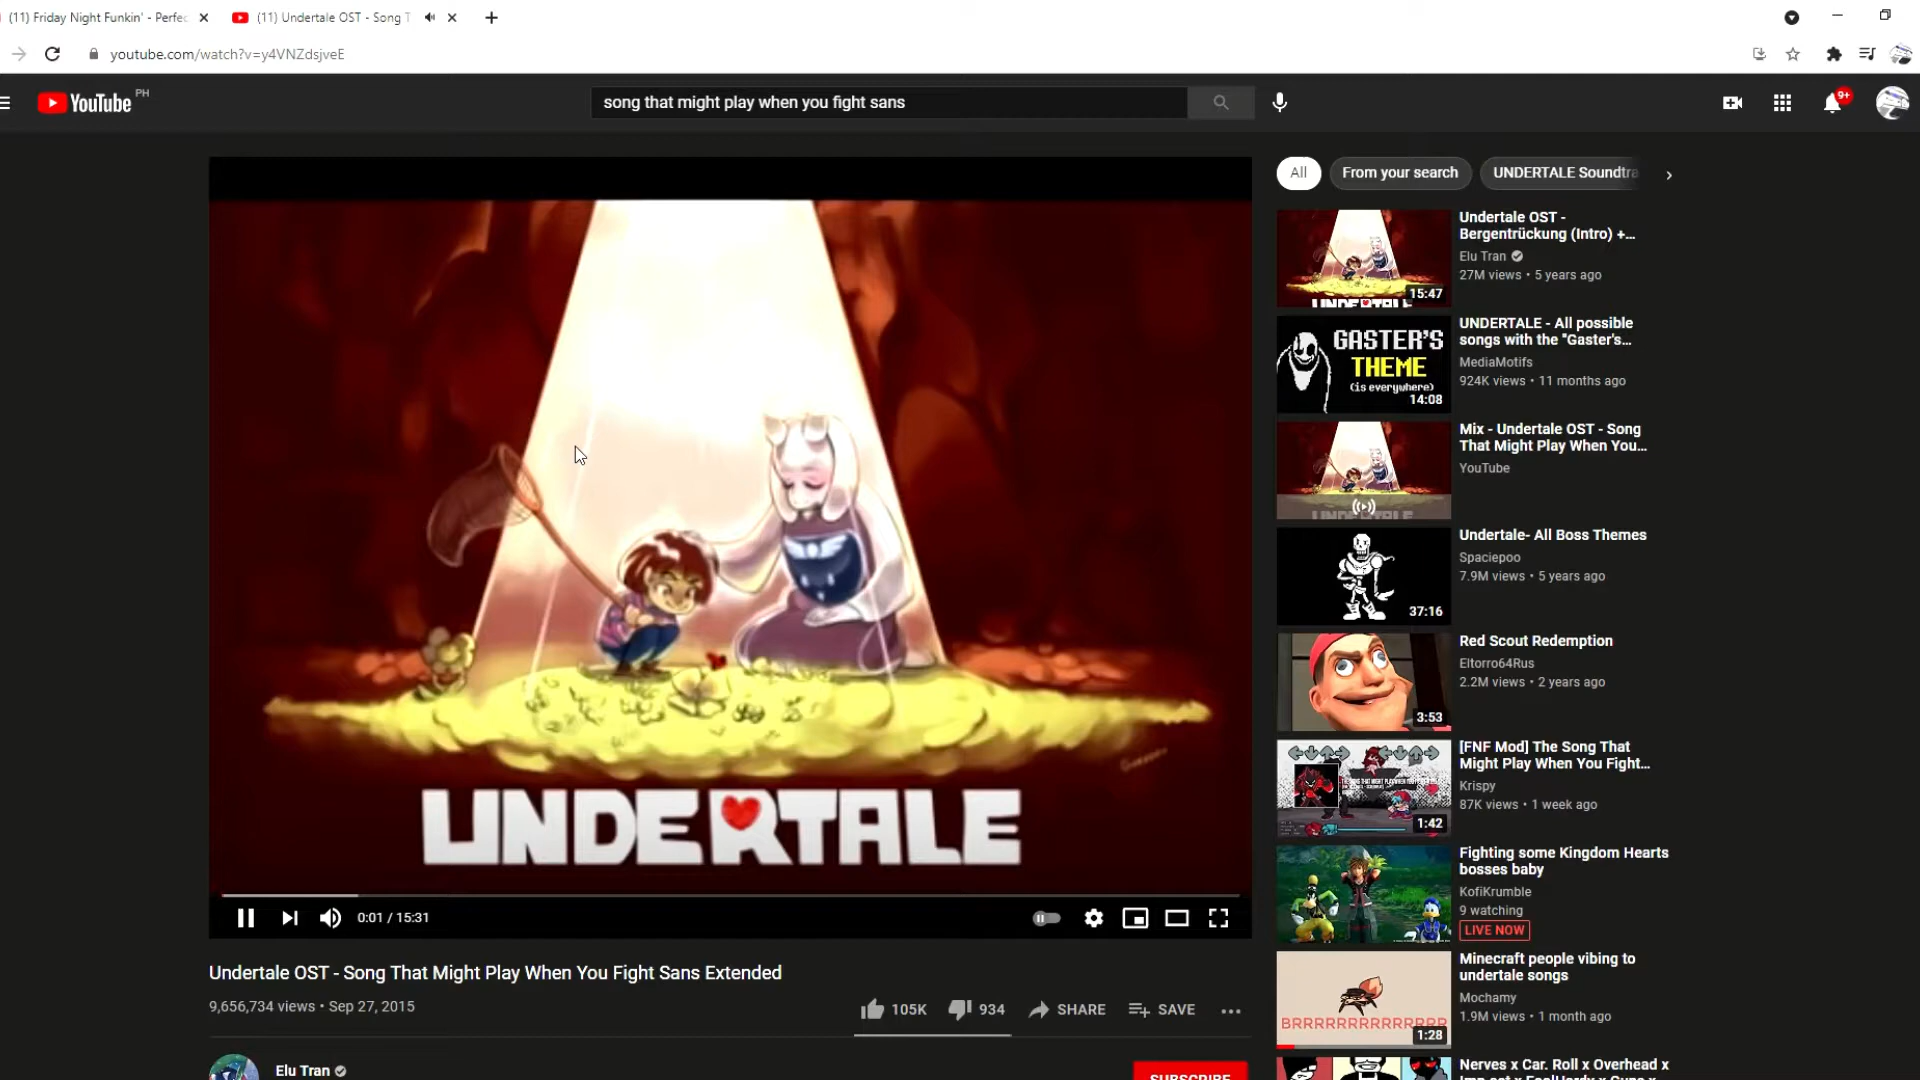 (11) Friday Night Funkin' - Perfec
(11) Undertale OST - Song T
youtube.com/watch?v=y4VNZdsjveE
YouTube PH
song that might play when you fight sans
9+
UNDERTALE
0:01 / 15:31
Undertale OST - Song That Might Play When You Fight Sans Extended
9,656,734 views • Sep 27, 2015
105K
934
SHARE
SAVE
Elu Tran
SUBSCRIBE
All
From your search
UNDERTALE Soundtra
Undertale OST -
Bergentrückung (Intro) +...
Elu Tran
27M views • 5 years ago
15:47
UNDERTALE
GASTER'S
THEME
(is everywhere)
14:08
UNDERTALE - All possible
songs with the "Gaster's...
MediaMotifs
924K views • 11 months ago
Mix - Undertale OST - Song
That Might Play When You...
YouTube
UNDERTALE
Undertale- All Boss Themes
Spaciepoo
7.9M views • 5 years ago
37:16
Red Scout Redemption
Eltorro64Rus
2.2M views • 2 years ago
3:53
[FNF Mod] The Song That
Might Play When You Fight...
Krispy
87K views • 1 week ago
1:42
Fighting some Kingdom Hearts
bosses baby
KofiKrumble
9 watching
LIVE NOW
Minecraft people vibing to
undertale songs
Mochamy
1.9M views • 1 month ago
BRRRRRRRRRRRRRR
1:28
Nerves x Car. Roll x Overhead x